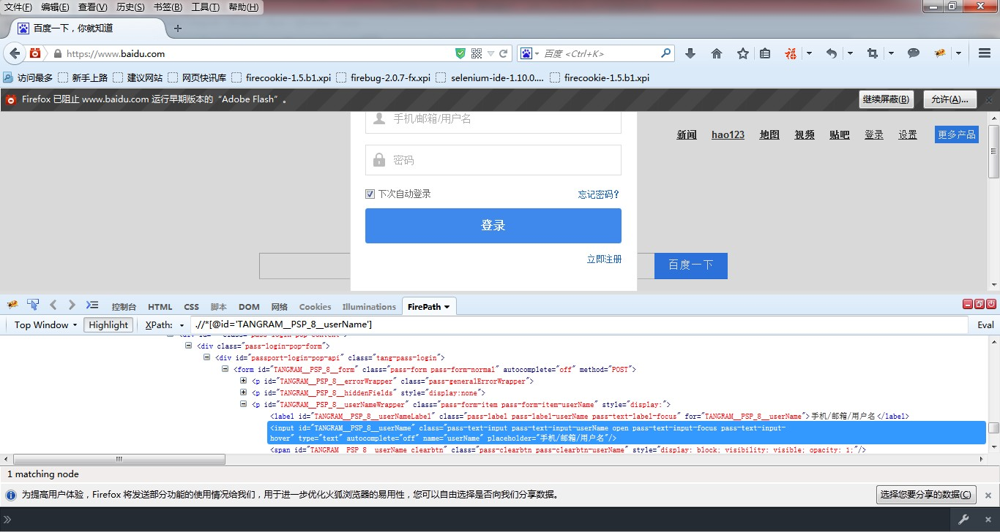 文件(F) 编辑(E) 查看(V) 历史(S) 书签(B) 工具(T) 帮助(H)
百度一下，你就知道
https://www.baidu.com 百度 <Ctrl+K>
访问最多 新手上路 建议网站 网页快讯库 firecookie-1.5.b1.xpi firebug-2.0.7-fx.xpi selenium-ide-1.10.0.... firecookie-1.5.b1.xpi
Firefox 已阻止 www.baidu.com 运行早期版本的“Adobe Flash”。 继续屏蔽(B) 允许(A)...
手机/邮箱/用户名
新闻 hao123 地图 视频 贴吧 登录 设置 更多产品
密码
下次自动登录 忘记密码？
登录
立即注册
百度一下
控制台 HTML CSS 脚本 DOM 网络 Cookies Illuminations FirePath
Top Window Highlight XPath: .//*[@id='TANGRAM__PSP_8__userName'] Eval
<div class="pass-login-pop-form">
<div id="passport-login-pop-api" class="tang-pass-login">
<form id="TANGRAM__PSP_8__form" class="pass-form pass-form-normal" autocomplete="off" method="POST">
<p id="TANGRAM__PSP_8__errorWrapper" class="pass-generalErrorWrapper">
<p id="TANGRAM__PSP_8__hiddenFields" style="display:none">
<p id="TANGRAM__PSP_8__userNameWrapper" class="pass-form-item pass-form-item-userName" style="display:">
<label id="TANGRAM__PSP_8__userNameLabel" class="pass-label pass-label-userName pass-text-label-focus" for="TANGRAM__PSP_8__userName">手机/邮箱/用户名</label>
<input id="TANGRAM__PSP_8__userName" class="pass-text-input pass-text-input-userName open pass-text-input-focus pass-text-input-
hover" type="text" autocomplete="off" name="userName" placeholder="手机/邮箱/用户名"/>
<span id="TANGRAM__PSP_8__userName_clearbtn" class="pass-clearbtn pass-clearbtn-userName" style="display: block; visibility: visible; opacity: 1;"/>
1 matching node
为提高用户体验，Firefox 将发送部分功能的使用情况给我们，用于进一步优化火狐浏览器的易用性，您可以自由选择是否向我们分享数据。 选择您要分享的数据(C)